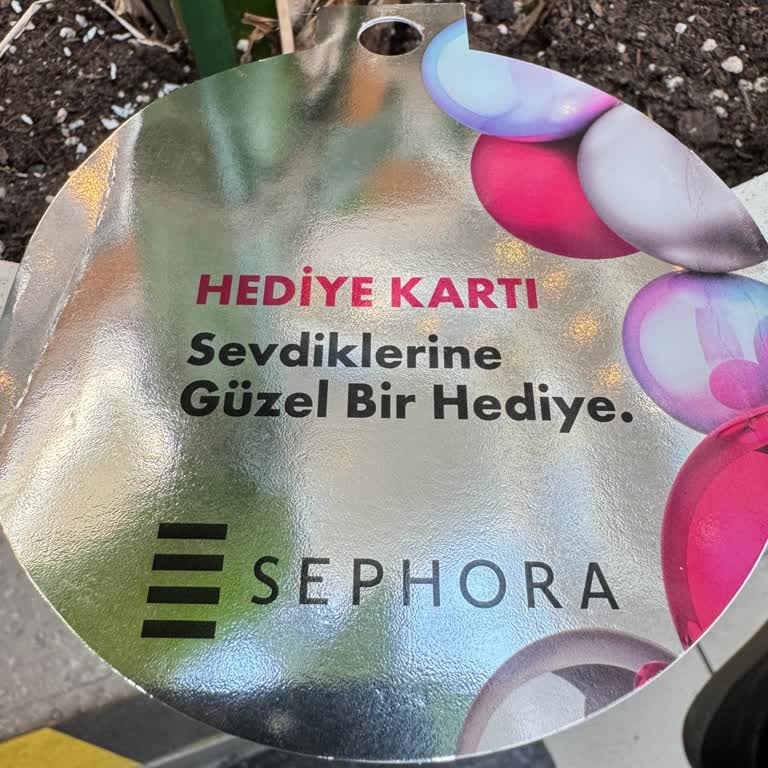 HEDİYE KARTI
Sevdiklerine
Güzel Bir Hediye.
SEPHORA